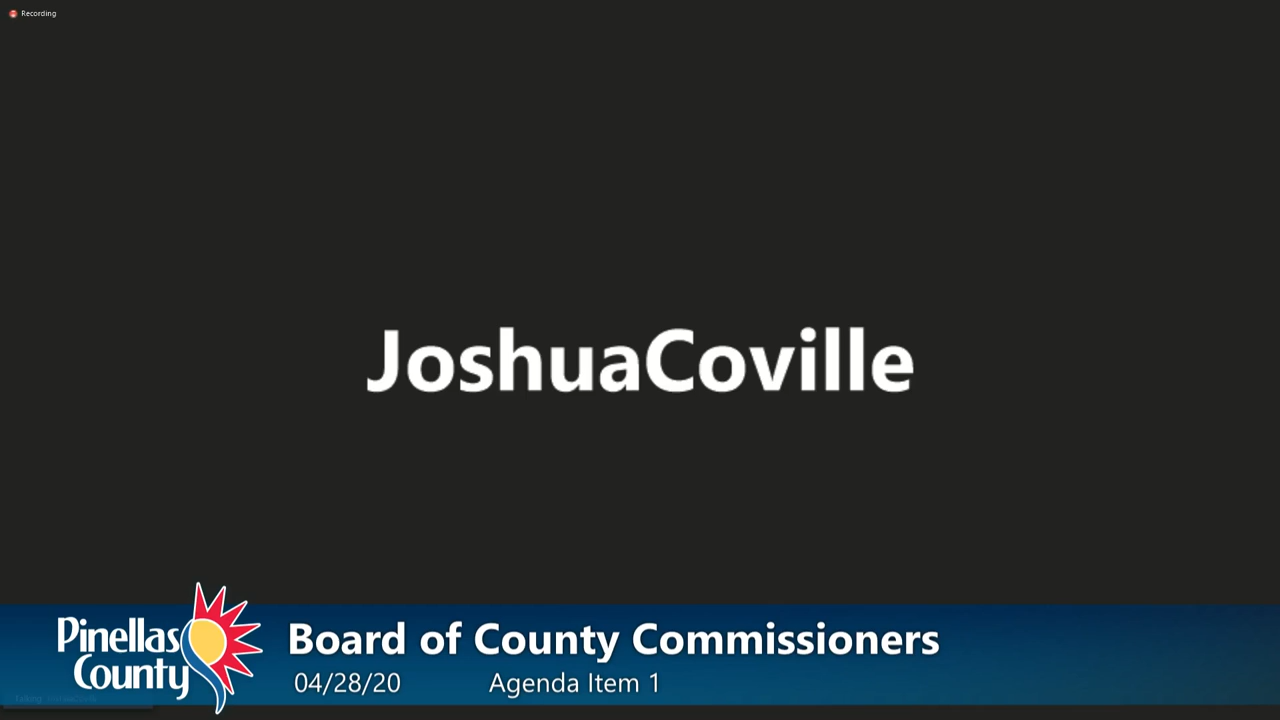 Recording
JoshuaCoville
Pinellas
County
Board of County Commissioners
04/28/20 Agenda Item 1